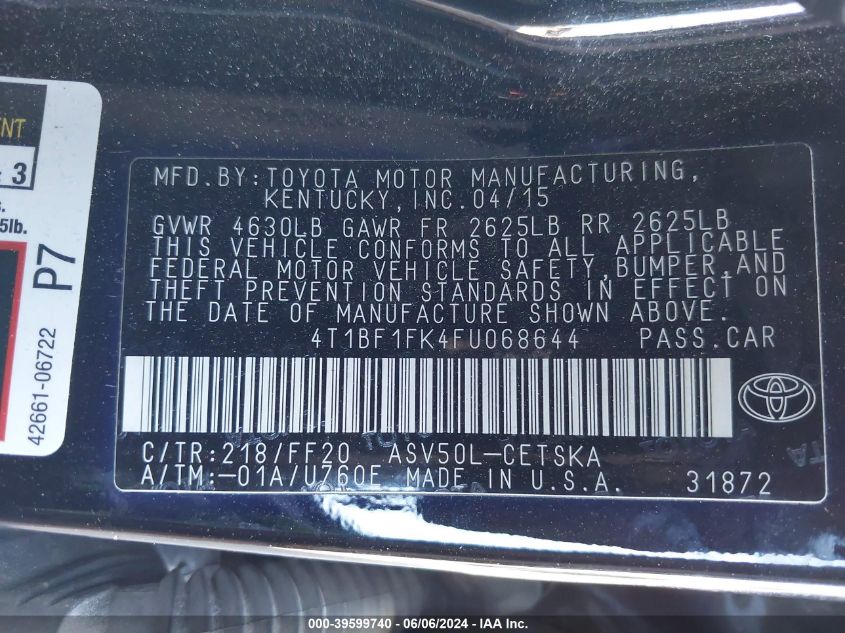 MFD.BY:TOYOTA MOTOR MANUFACTURING,
KENTUCKY, INC.04/15
GVWR 4630LB GAWR FR 2625LB RR 2625LB
THIS VEHICLE CONFORMS TO ALL APPLICABLE
FEDERAL MOTOR VEHICLE SAFETY,BUMPER,AND
THEFT PREVENTION STANDARDS IN EFFECT ON
THE DATE OF MANUFACTURE SHOWN ABOVE.
4T1BF1FK4FU068644 PASS.CAR
C/TR:218/FF20 ASV50L-CETSKA
A/TM:-01A/U760E MADE IN U.S.A. 31872
3
5lb.
P7
42661-06722
000-39599740 - 06/06/2024 - IAAI.COM